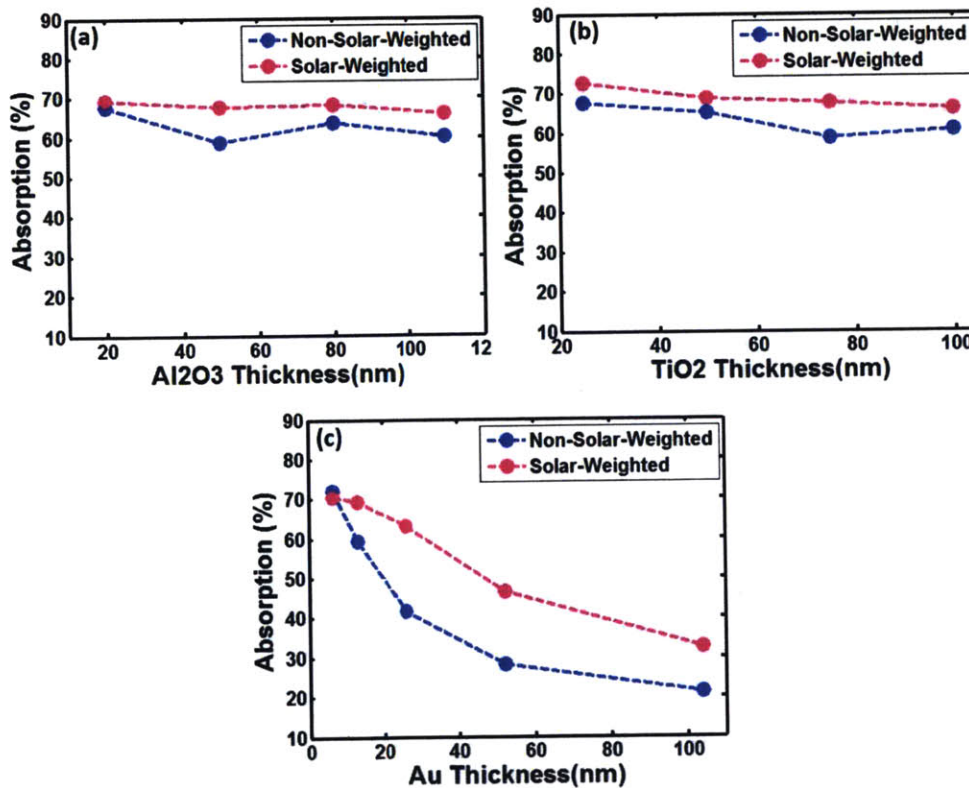 (a)
Non-Solar-Weighted
Solar-Weighted
Absorption (%)
90
80
70
60
50
40
30
20
10
20 40 60 80 100 12
Al2O3 Thickness(nm)
(b)
Non-Solar-Weighted
Solar-Weighted
Absorption (%)
90
80
70
60
50
40
30
20
10
20 40 60 80 100
TiO2 Thickness(nm)
(c)
Non-Solar-Weighted
Solar-Weighted
Absorption (%)
90
80
70
60
50
40
30
20
10
0 20 40 60 80 100
Au Thickness(nm)